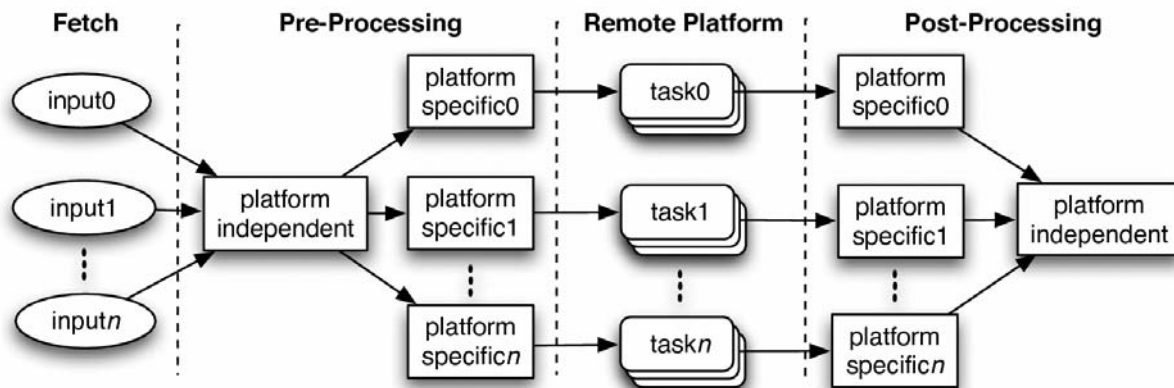 Fetch
Pre-Processing
Remote Platform
Post-Processing
input0
input1
inputn
platform
independent
platform
specific0
platform
specific1
platform
specificn
task0
task1
taskn
platform
specific0
platform
specific1
platform
specificn
platform
independent